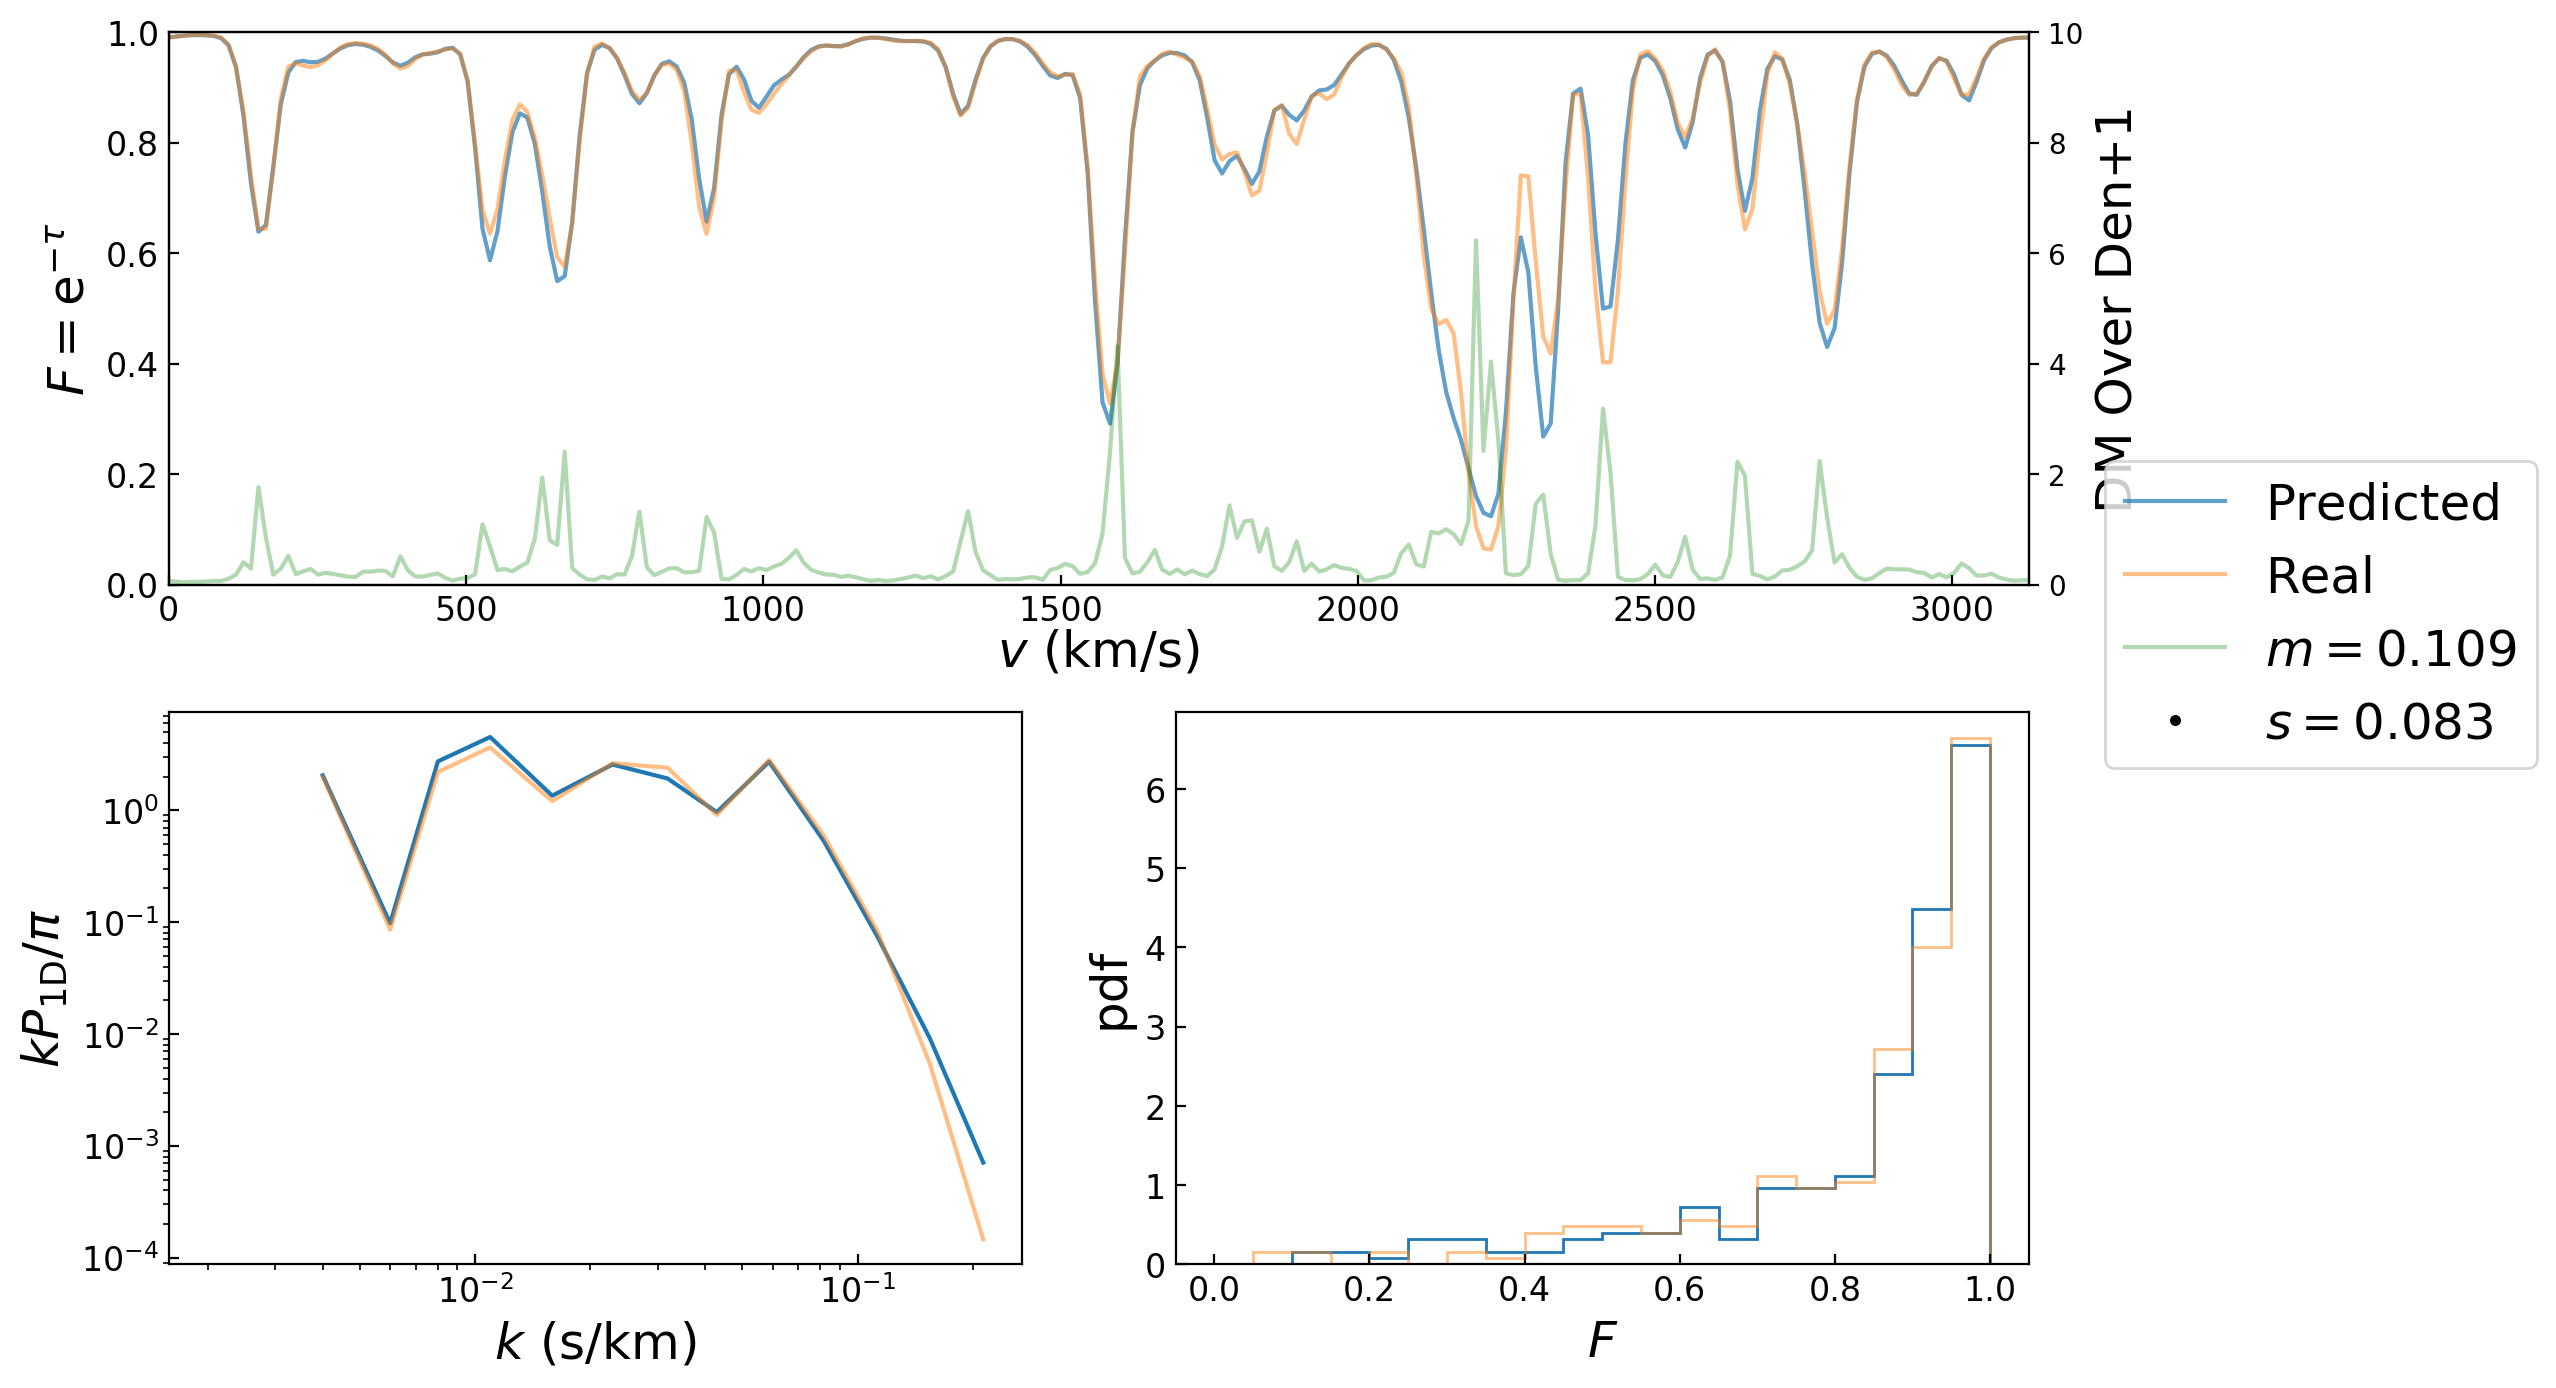 1.0
0.8
0.6
0.4
0.2
0.0
F = e^{−τ}
10
8
6
4
2
0
DM Over Den+1
0 500 1000 1500 2000 2500 3000
v (km/s)
Predicted
Real
m = 0.109
s = 0.083
10^0
10^{−1}
10^{−2}
10^{−3}
10^{−4}
kP_{1D}/π
10^{−2} 10^{−1}
k (s/km)
6
5
4
3
2
1
0
pdf
0.0 0.2 0.4 0.6 0.8 1.0
F